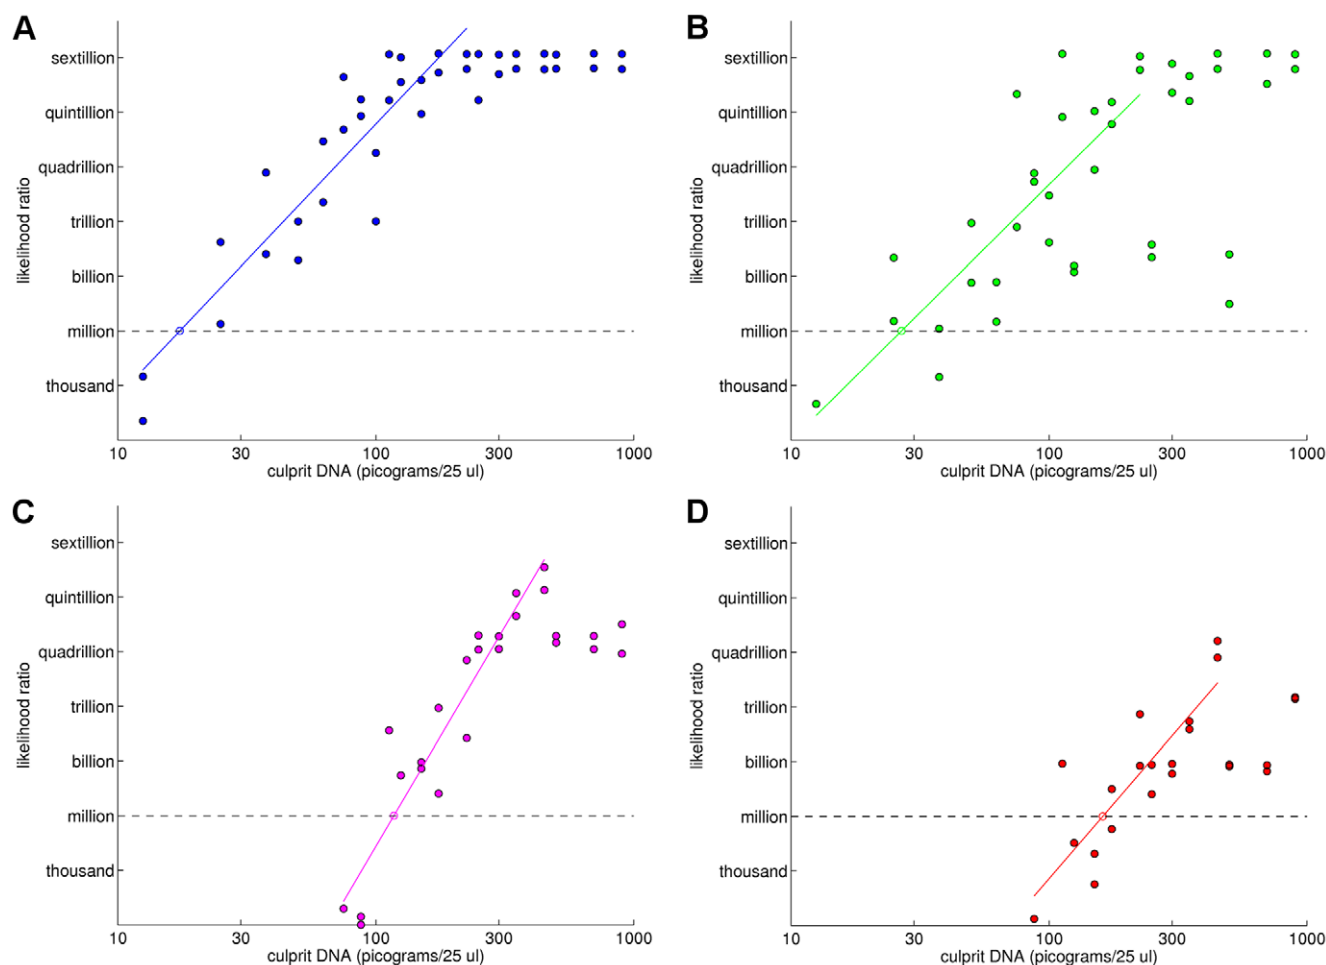 A
sextillion
quintillion
quadrillion
trillion
billion
million
thousand
likelihood ratio
10 30 100 300 1000
culprit DNA (picograms/25 ul)
B
sextillion
quintillion
quadrillion
trillion
billion
million
thousand
likelihood ratio
10 30 100 300 1000
culprit DNA (picograms/25 ul)
C
sextillion
quintillion
quadrillion
trillion
billion
million
thousand
likelihood ratio
10 30 100 300 1000
culprit DNA (picograms/25 ul)
D
sextillion
quintillion
quadrillion
trillion
billion
million
thousand
likelihood ratio
10 30 100 300 1000
culprit DNA (picograms/25 ul)